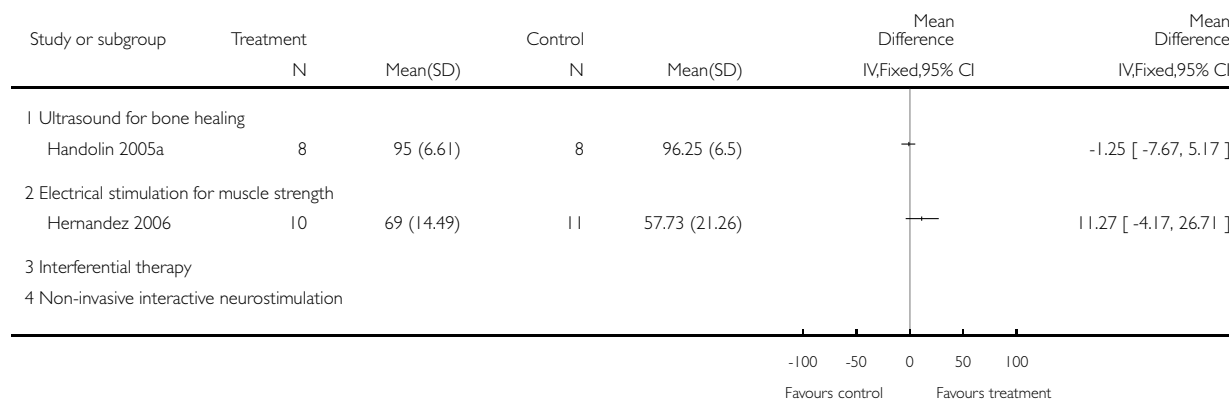 Study or subgroup Treatment Control Mean Difference Mean Difference
N Mean(SD) N Mean(SD) IV,Fixed,95% CI IV,Fixed,95% CI
1 Ultrasound for bone healing
Handolin 2005a 8 95 (6.61) 8 96.25 (6.5) -1.25 [ -7.67, 5.17 ]
2 Electrical stimulation for muscle strength
Hernandez 2006 10 69 (14.49) 11 57.73 (21.26) 11.27 [ -4.17, 26.71 ]
3 Interferential therapy
4 Non-invasive interactive neurostimulation
-100 -50 0 50 100
Favours control Favours treatment